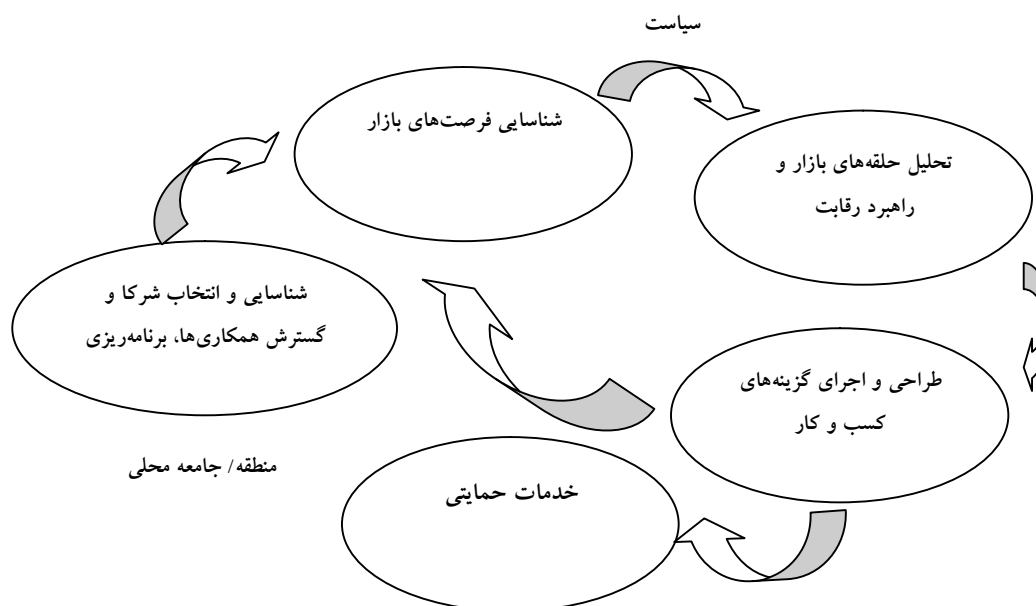 سیاست
شناسایی فرصت‌های بازار
تحلیل حلقه‌های بازار و
راهبرد رقابت
شناسایی و انتخاب شرکا و
گسترش همکاری‌ها، برنامه‌ریزی
طراحی و اجرای گزینه‌های
کسب و کار
منطقه/ جامعه محلی
خدمات حمایتی